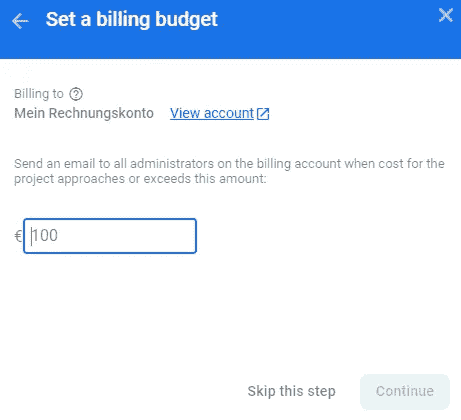 Set a billing budget
Billing to
Mein Rechnungskonto View account
Send an email to all administrators on the billing account when cost for the
project approaches or exceeds this amount:
€ 100
Skip this step Continue